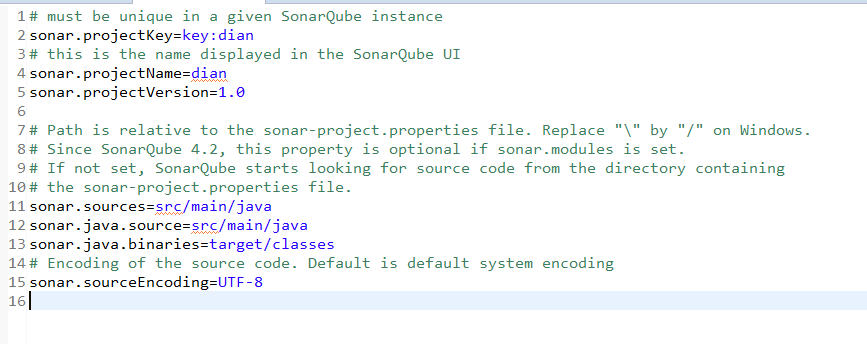 1 # must be unique in a given SonarQube instance
2 sonar.projectKey=key:dian
3 # this is the name displayed in the SonarQube UI
4 sonar.projectName=dian
5 sonar.projectVersion=1.0
6
7 # Path is relative to the sonar-project.properties file. Replace "\" by "/" on Windows.
8 # Since SonarQube 4.2, this property is optional if sonar.modules is set.
9 # If not set, SonarQube starts looking for source code from the directory containing
10 # the sonar-project.properties file.
11 sonar.sources=src/main/java
12 sonar.java.source=src/main/java
13 sonar.java.binaries=target/classes
14 # Encoding of the source code. Default is default system encoding
15 sonar.sourceEncoding=UTF-8
16